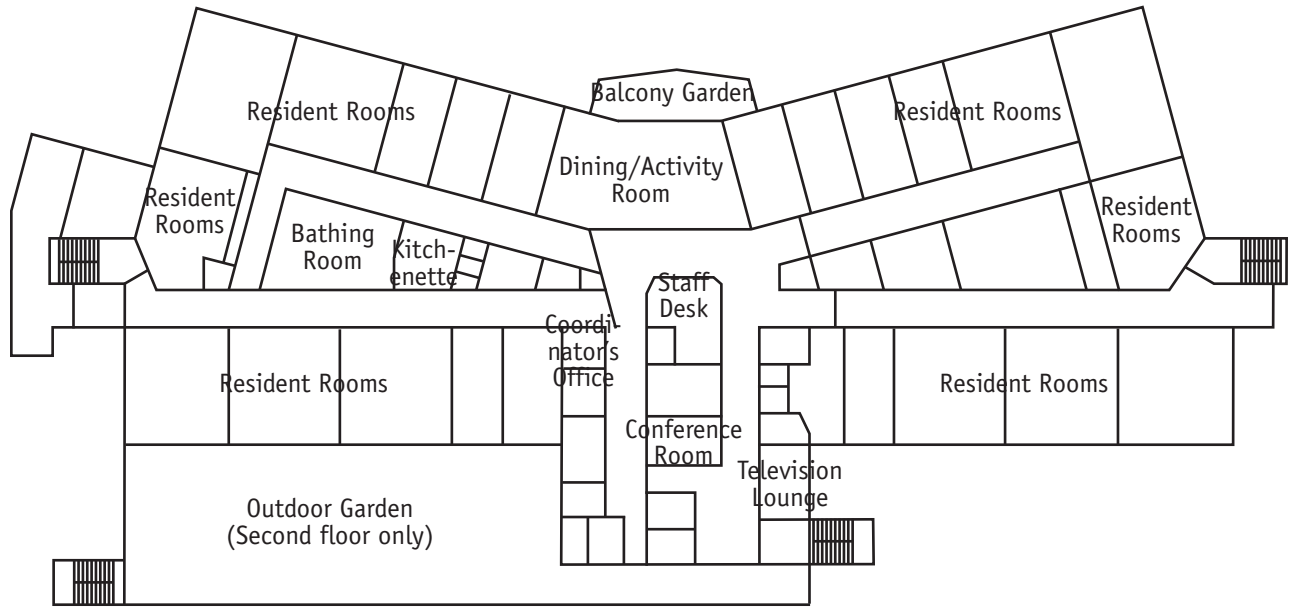 Balcony Garden
Resident Rooms
Resident Rooms
Dining/Activity
Room
Resident
Rooms
Resident
Rooms
Bathing
Room
Kitch-
enette
Staff
Desk
Coordi-
nator's
Office
Resident Rooms
Resident Rooms
Conference
Room
Television
Lounge
Outdoor Garden
(Second floor only)